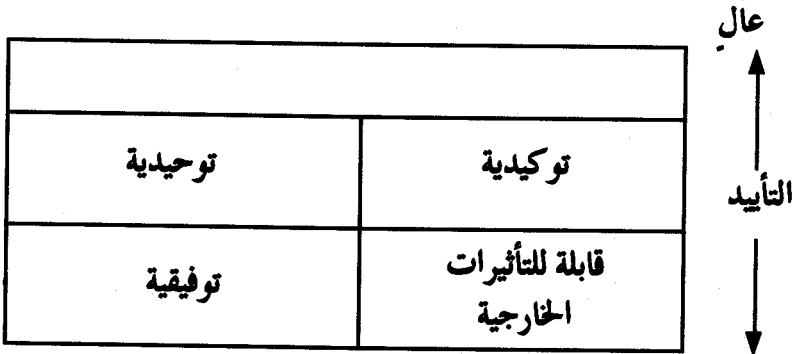 عالٍ
توكيدية
توحيدية
التأييد
قابلة للتأثيرات
الخارجية
توفيقية